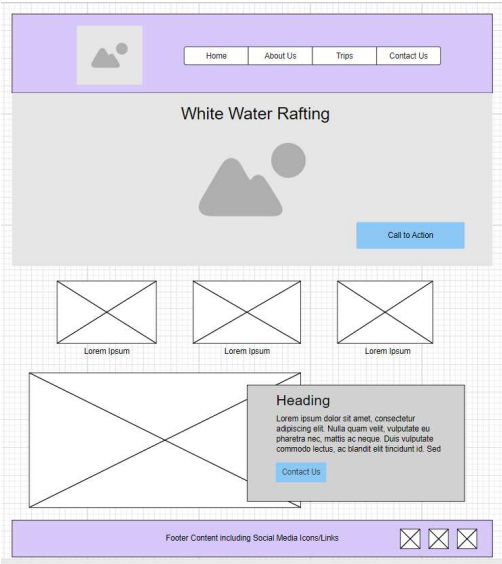 Home About Us Trips Contact Us
White Water Rafting
Call to Action
Lorem Ipsum Lorem Ipsum Lorem Ipsum
Heading
Lorem ipsum dolor sit amet, consectetur
adipiscing elit. Nulla quam velit, vulputate eu
pharetra nec, mattis ac neque. Duis vulputate
commodo lectus, ac blandit elit tincidunt id. Sed
Contact Us
Footer Content including Social Media Icons/Links